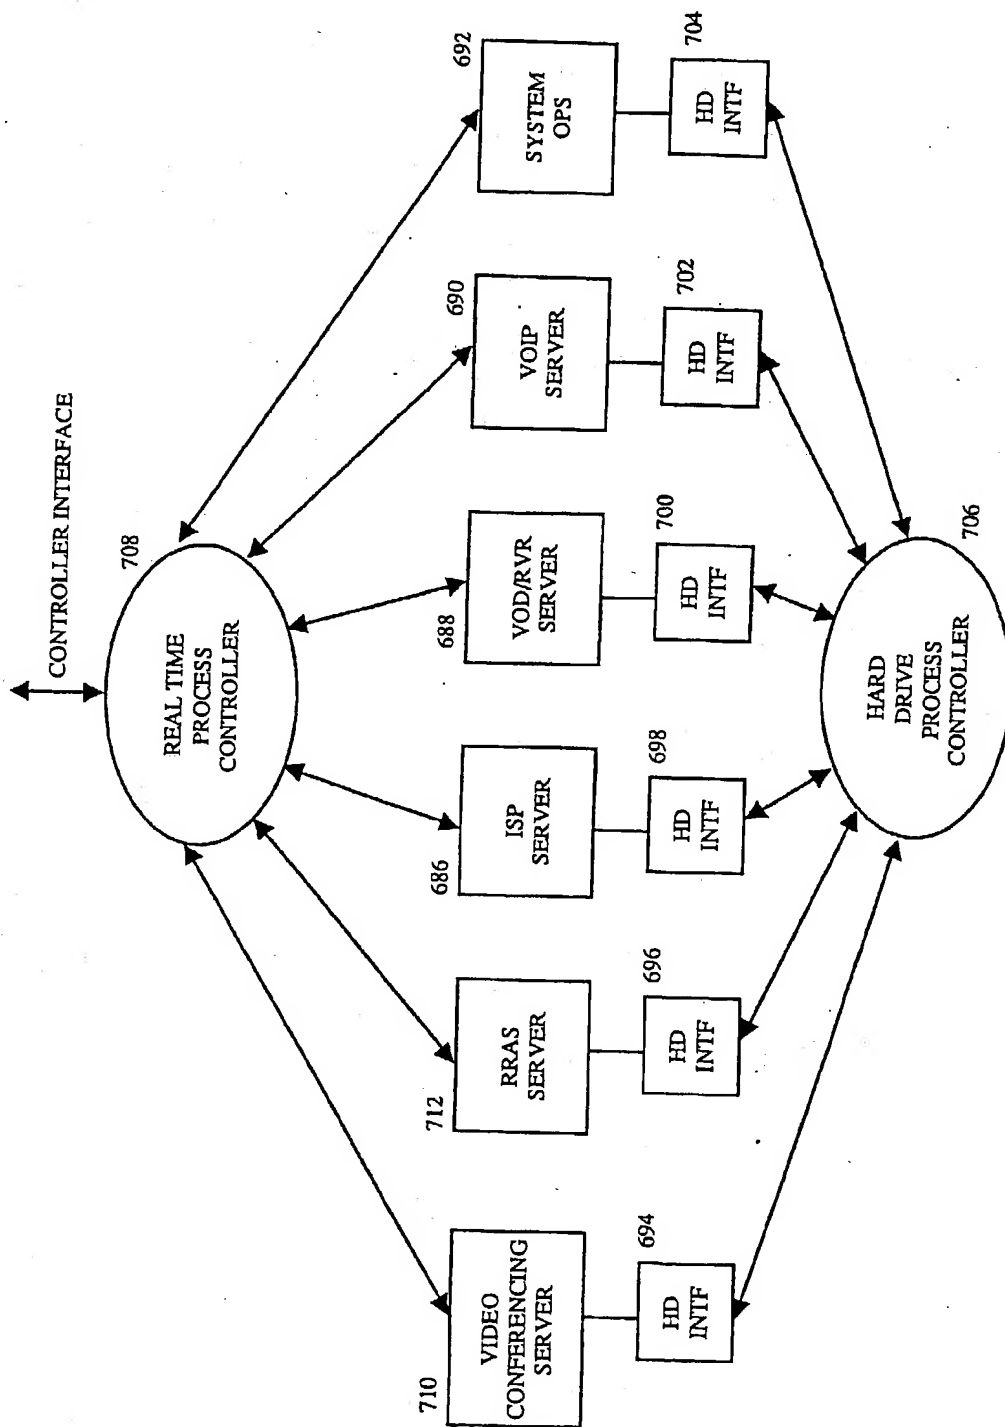 CONTROLLER INTERFACE
708
REAL TIME
PROCESS
CONTROLLER
710
VIDEO
CONFERENCING
SERVER
712
RRAS
SERVER
686
ISP
SERVER
688
VOD/RVR
SERVER
690
VOIP
SERVER
692
SYSTEM
OPS
694
HD
INTF
696
HD
INTF
698
HD
INTF
700
HD
INTF
702
HD
INTF
704
HD
INTF
706
HARD
DRIVE
PROCESS
CONTROLLER